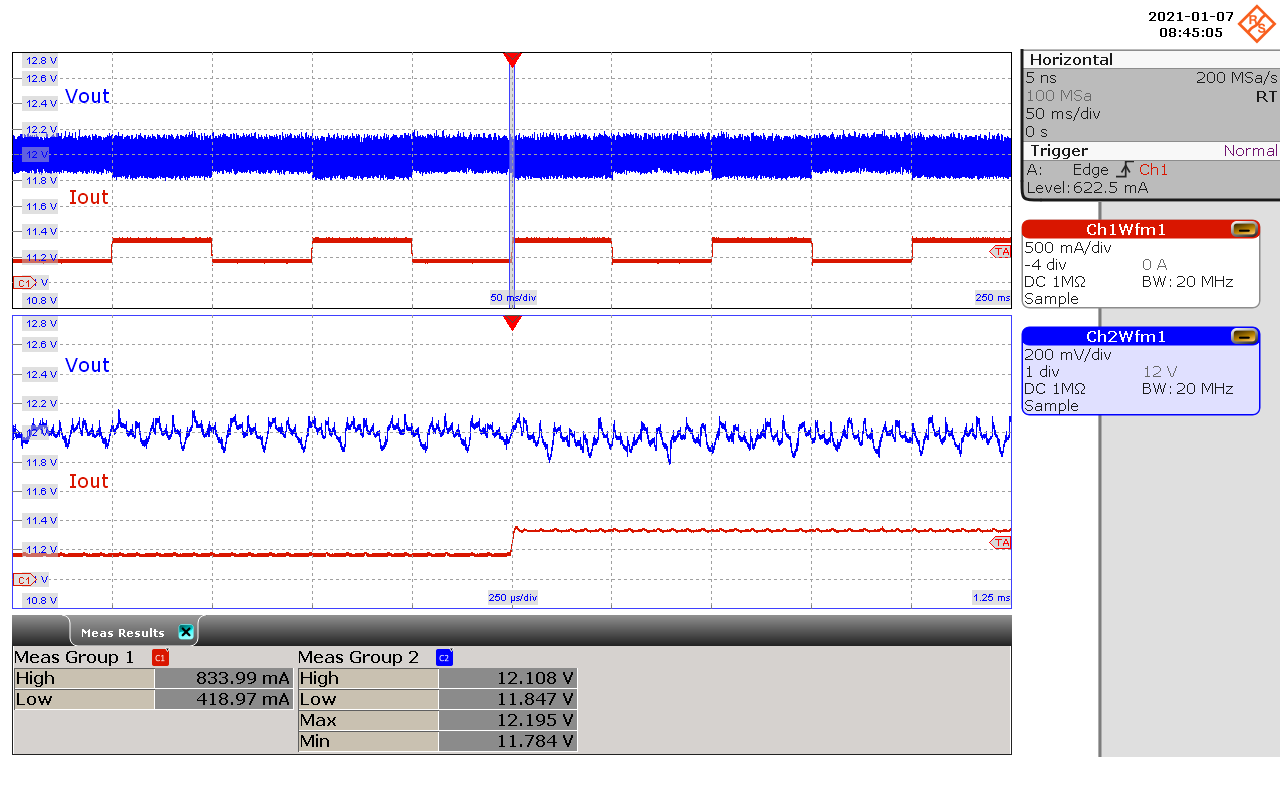 2021-01-07
08:45:05
R S
Horizontal
5 ns 200 MSa/s
100 MSa RT
50 ms/div
0 s
Trigger Normal
A: Edge Ch1
Level: 622.5 mA
Ch1Wfm1
500 mA/div
-4 div 0 A
DC 1MΩ BW: 20 MHz
Sample
Ch2Wfm1
200 mV/div
1 div 12 V
DC 1MΩ BW: 20 MHz
Sample
12.8 V
12.6 V
Vout
12.4 V
12.2 V
12 V
11.8 V
Iout
11.6 V
11.4 V
11.2 V
TA
C1 V
10.8 V
50 ms/div
250 ms
12.8 V
12.6 V
Vout
12.4 V
12.2 V
12 V
11.8 V
Iout
11.6 V
11.4 V
11.2 V
TA
C1 V
10.8 V
250 µs/div
1.25 ms
Meas Results
Meas Group 1 C1
High 833.99 mA
Low 418.97 mA
Meas Group 2 C2
High 12.108 V
Low 11.847 V
Max 12.195 V
Min 11.784 V